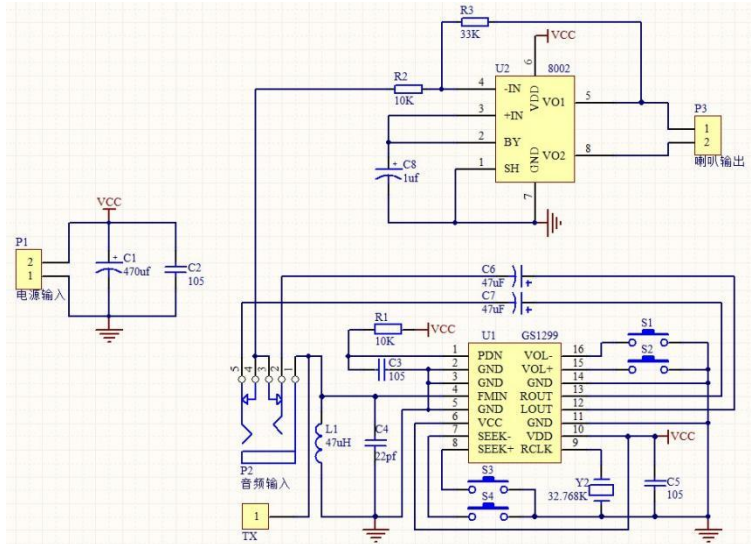 R3
33K
VCC
U2
8002
6
R2
10K
4
-IN
VDD
VO1
5
3
+IN
P3
1
2
喇叭输出
2
BY
C8
1uf
1
SH
GND
VO2
8
7
VCC
P1
2
1
电源输入
C1
470uf
C2
105
C6
47uF
C7
47uF
R1
10K
VCC
U1
GS1299
S1
C3
105
1
PDN
VOL-
16
S2
2
GND
VOL+
15
3
GND
GND
14
4
FMIN
ROUT
13
5
GND
LOUT
12
6
VCC
GND
11
7
SEEK-
VDD
10
VCC
8
SEEK+
RCLK
9
5
4
3
2
1
L1
47uH
C4
22pf
P2
音频输入
S3
S4
Y2
32.768K
C5
105
1
TX